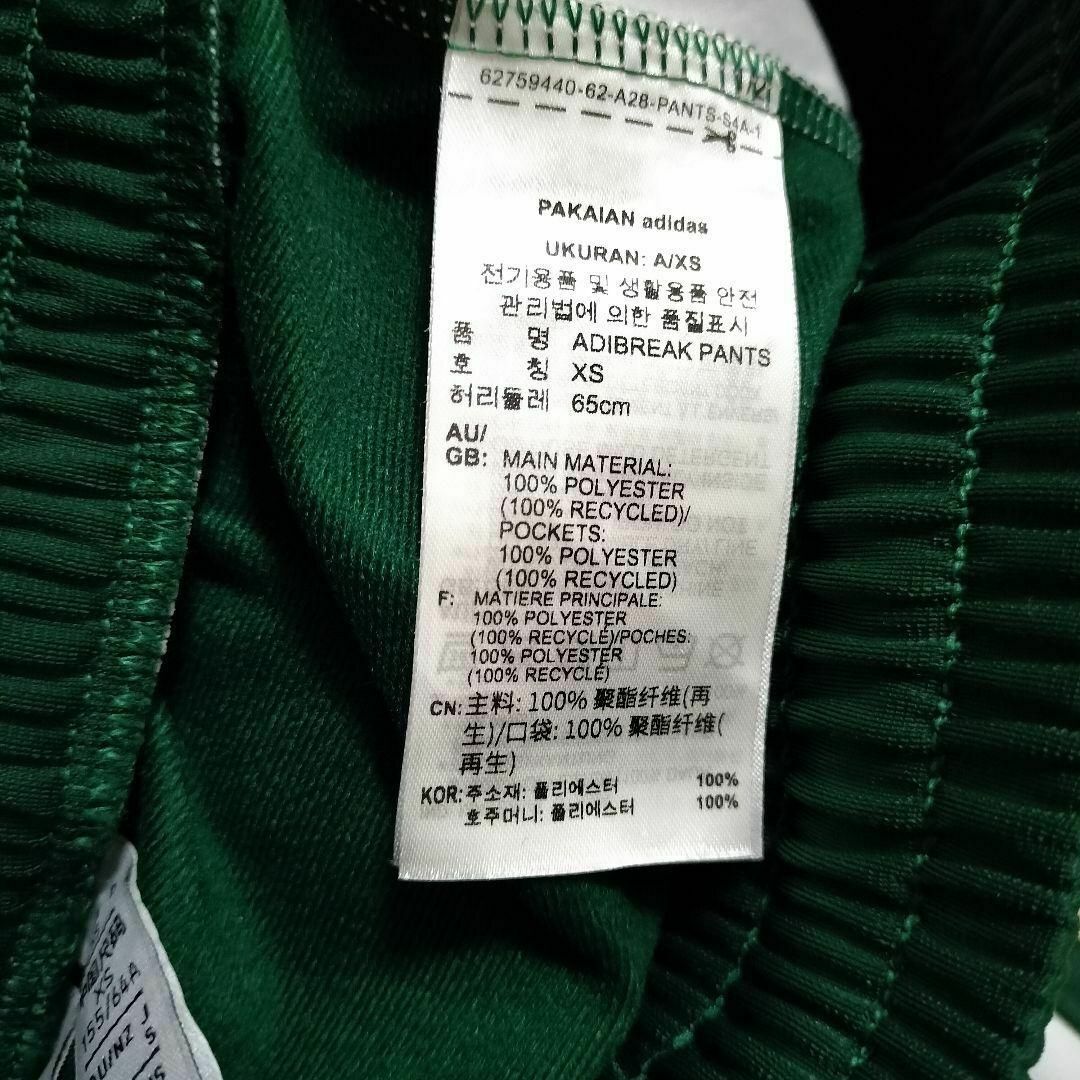 62759440-62-A28-PANTS-S4A-1
PAKAIAN adidas
UKURAN: A/XS
전기용품 및 생활용품 안전
관리법에 의한 품질표시
품 명 ADIBREAK PANTS
호 칭 XS
허리둘레 65cm
AU/
GB: MAIN MATERIAL:
100% POLYESTER
(100% RECYCLED)/
POCKETS:
100% POLYESTER
(100% RECYCLED)
F: MATIERE PRINCIPALE:
100% POLYESTER
(100% RECYCLÉ)/POCHES:
100% POLYESTER
(100% RECYCLÉ)
CN: 主料: 100% 聚酯纤维(再
生)/口袋: 100% 聚酯纤维(
再生)
KOR: 주소재: 폴리에스터 100%
호주머니: 폴리에스터 100%
XS
155/64A